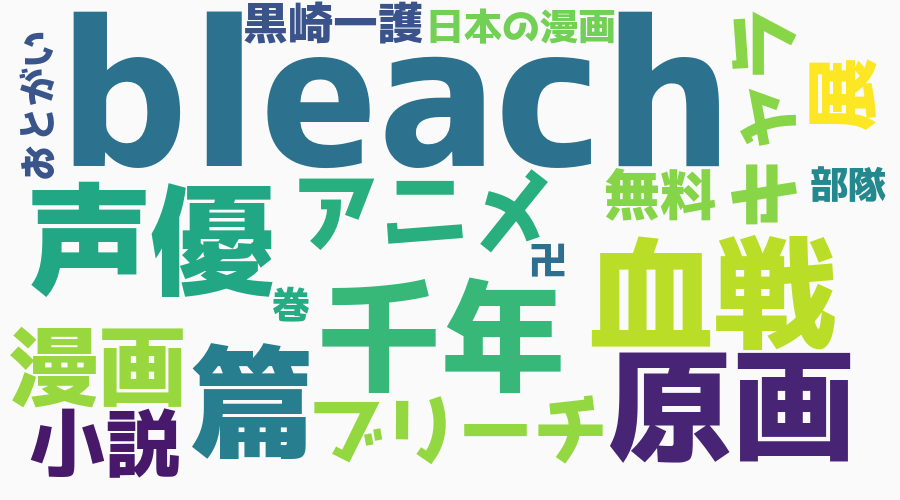 黒崎一護
日本の漫画
bleach
おとがい
キャラ
展
声優
アニメ
無料
部隊
卍
巻
千年
血戦
漫画
篇
ブリーチ
原画
小説